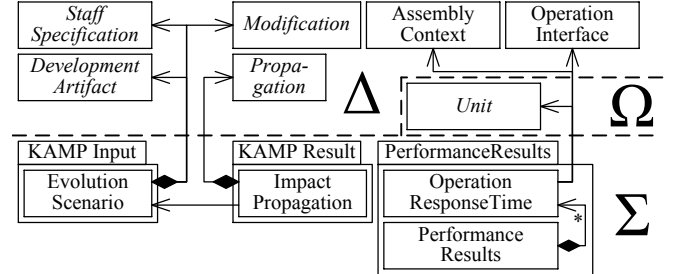 Staff
Specification
Modification
Assembly
Context
Operation
Interface
Development
Artifact
Propa-
gation
Δ
Unit
Ω
KAMP Input
KAMP Result
PerformanceResults
Evolution
Scenario
Impact
Propagation
Operation
ResponseTime
Σ
*
Performance
Results